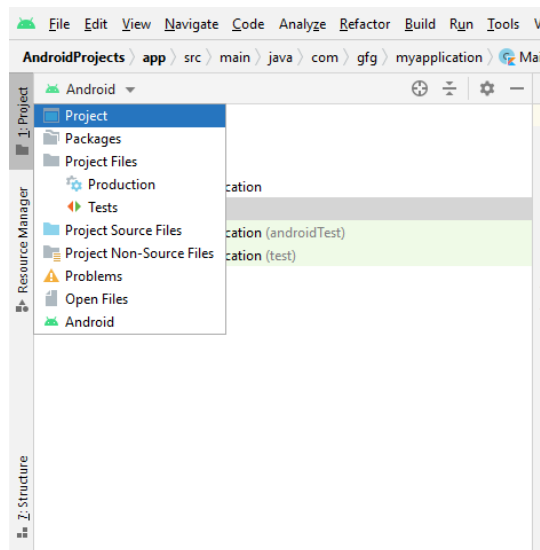 File Edit View Navigate Code Analyze Refactor Build Run Tools
AndroidProjects app src main java com gfg myapplication
Android
1: Project
Project
Packages
Project Files
Production
cation
Tests
Project Source Files
cation (androidTest)
Project Non-Source Files
cation (test)
Problems
Open Files
Android
Resource Manager
7: Structure